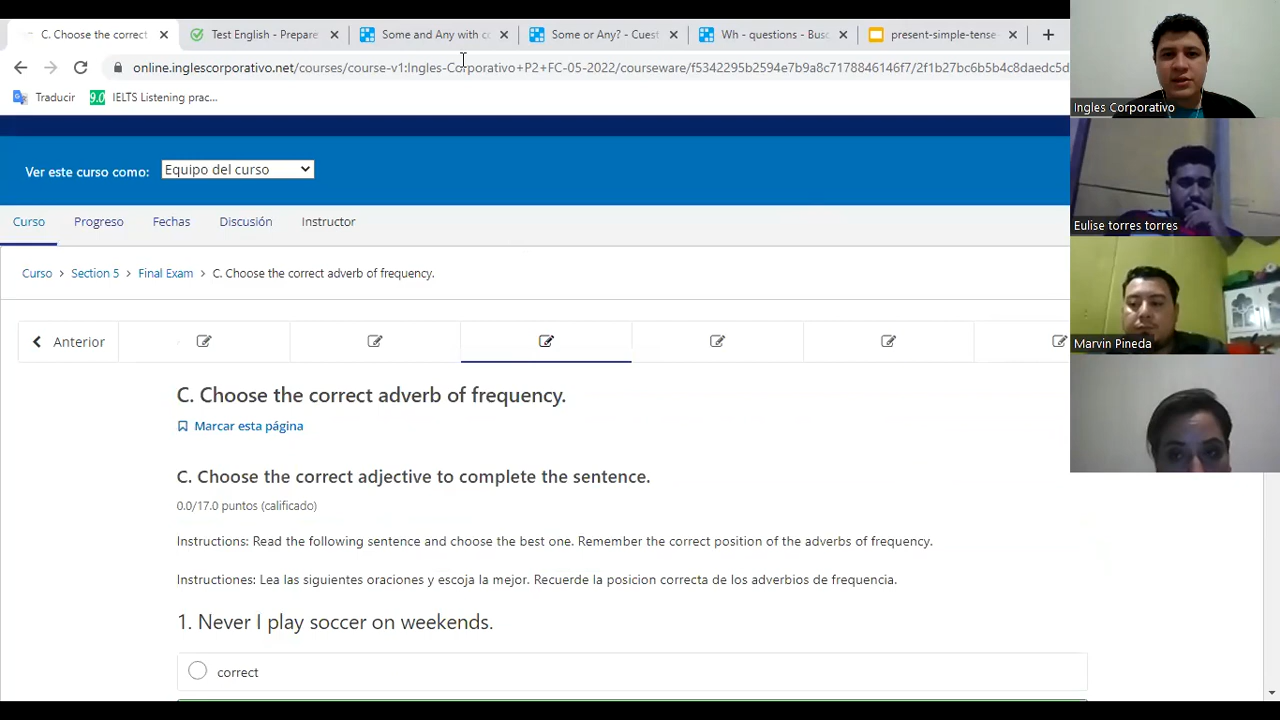 C. Choose the correct
Test English - Prepare
Some and Any with co
Some or Any? - Cuest
Wh - questions - Busc
present-simple-tense
online.inglescorporativo.net/courses/course-v1:Ingles-Corporativo+P2+FC-05-2022/courseware/f5342295b2594e7b9a8c7178846146f7/2f1b27bc6b5b4c8daedc5d
Traducir
9.0 IELTS Listening prac...
Ingles Corporativo
Ver este curso como:
Equipo del curso
Curso
Progreso
Fechas
Discusión
Instructor
Eulise torres torres
Curso > Section 5 > Final Exam > C. Choose the correct adverb of frequency.
Anterior
Marvin Pineda
C. Choose the correct adverb of frequency.
Marcar esta página
C. Choose the correct adjective to complete the sentence.
0.0/17.0 puntos (calificado)
Instructions: Read the following sentence and choose the best one. Remember the correct position of the adverbs of frequency.
Instructiones: Lea las siguientes oraciones y escoja la mejor. Recuerde la posicion correcta de los adverbios de frequencia.
1. Never I play soccer on weekends.
correct